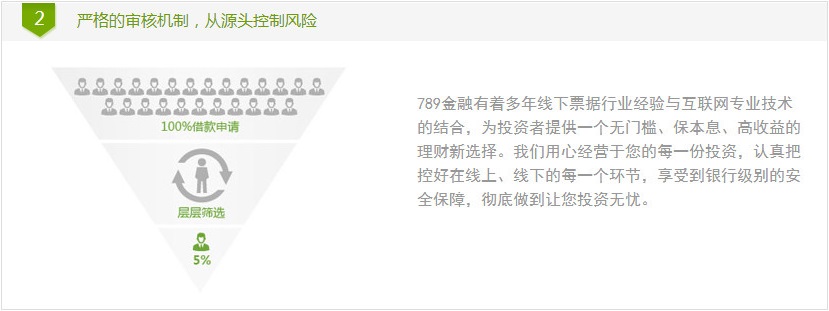 2
严格的审核机制，从源头控制风险
100%借款申请
层层筛选
5%
789金融有着多年线下票据行业经验与互联网专业技术
的结合，为投资者提供一个无门槛、保本息、高收益的
理财新选择。我们用心经营于您的每一份投资，认真把
控好在线上、线下的每一个环节，享受到银行级别的安
全保障，彻底做到让您投资无忧。